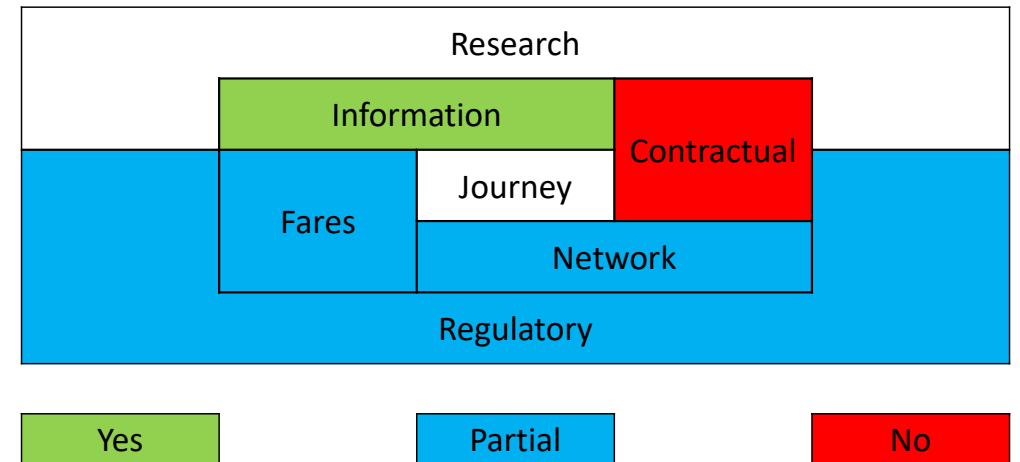 Research
Information
Contractual
Journey
Fares
Network
Regulatory
Yes
Partial
No